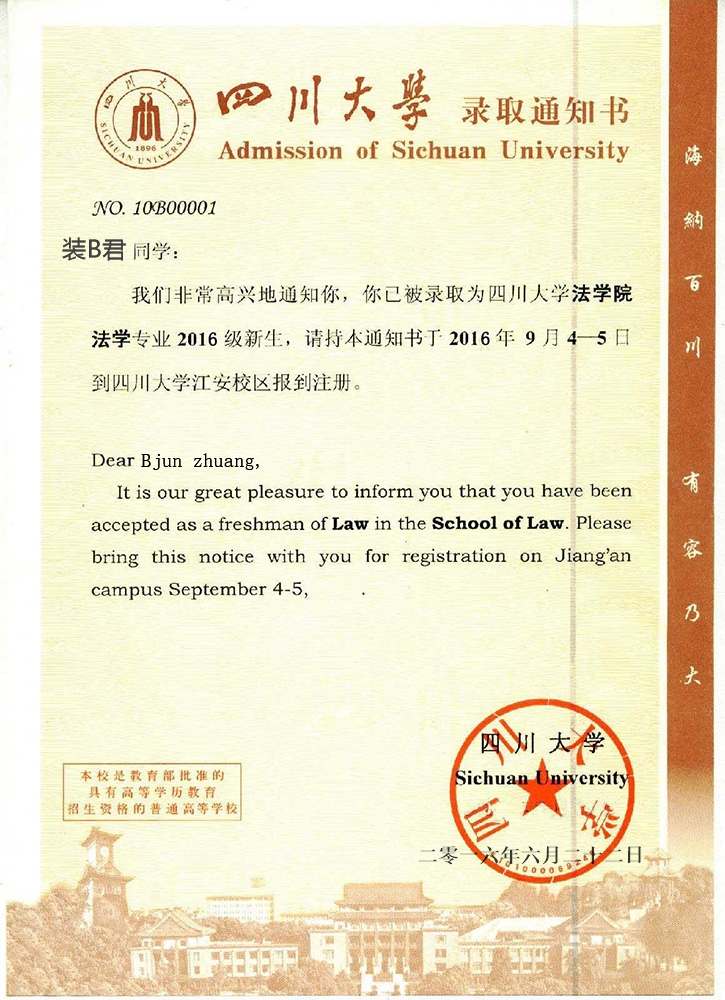 四川大學 录取通知书
Admission of Sichuan University
四川大学
SICHUAN UNIVERSITY
1896
NO. 10B00001
装B君 同学：
我们非常高兴地通知你，你已被录取为四川大学法学院
法学专业 2016 级新生，请持本通知书于 2016 年 9 月 4—5 日
到四川大学江安校区报到注册。
Dear Bjun zhuang,
It is our great pleasure to inform you that you have been
accepted as a freshman of Law in the School of Law. Please
bring this notice with you for registration on Jiang'an
campus September 4-5, .
海納百川 有容乃大
本校是教育部批准的
具有高等学历教育
招生资格的普通高等学校
四川大学
四川大学
Sichuan University
二零一六年六月二十二日